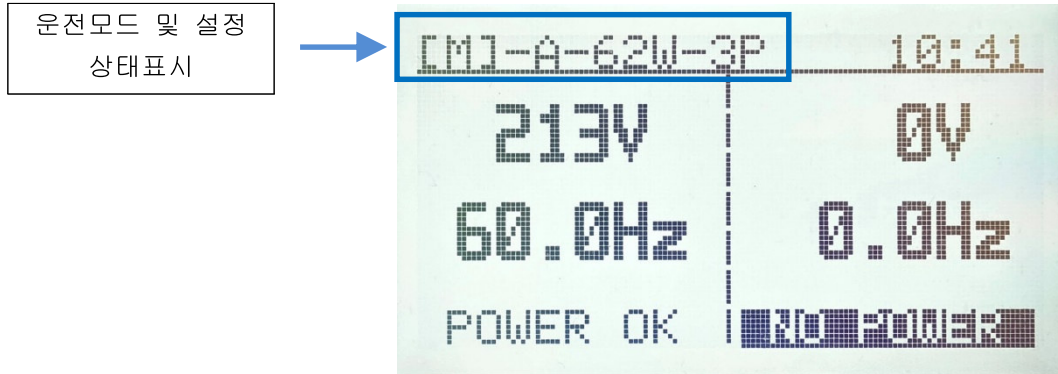 운전모드 및 설정
상태표시
[M]-A-62W-3P 10:41
213V 0V
60.0Hz 0.0Hz
POWER OK NO POWER